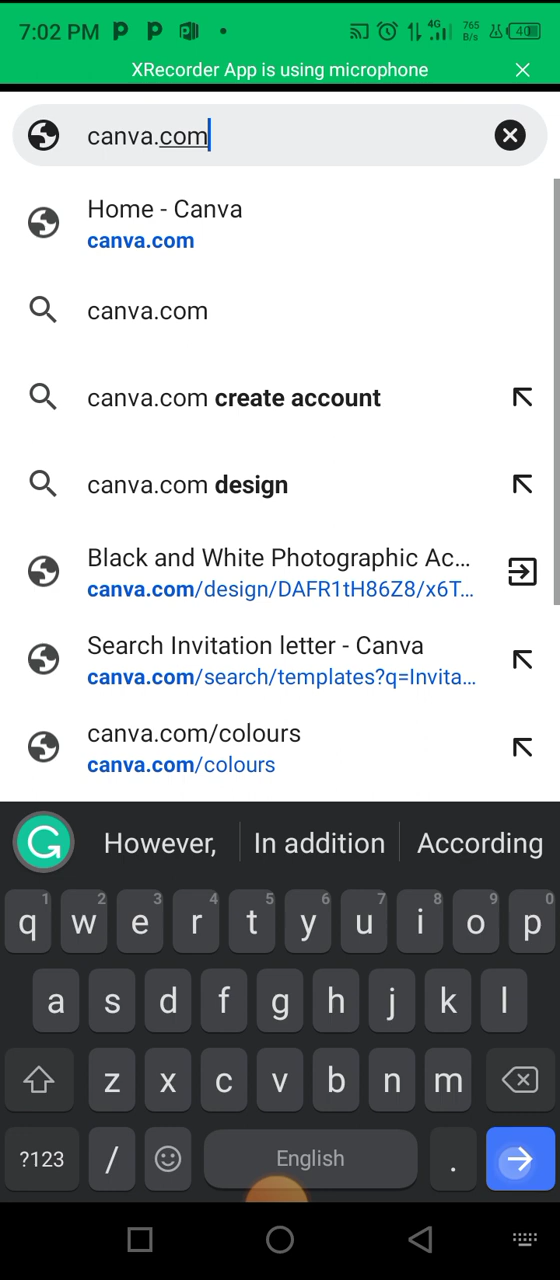 7:02 PM
4G 765 B/s 40
XRecorder App is using microphone
canva.com
Home - Canva
canva.com
canva.com
canva.com create account
canva.com design
Black and White Photographic Ac...
canva.com/design/DAFR1tH86Z8/x6T...
Search Invitation letter - Canva
canva.com/search/templates?q=Invita...
canva.com/colours
canva.com/colours
However, In addition According
1 2 3 4 5 6 7 8 9 0
q w e r t y u i o p
a s d f g h j k l
z x c v b n m
?123 / English .